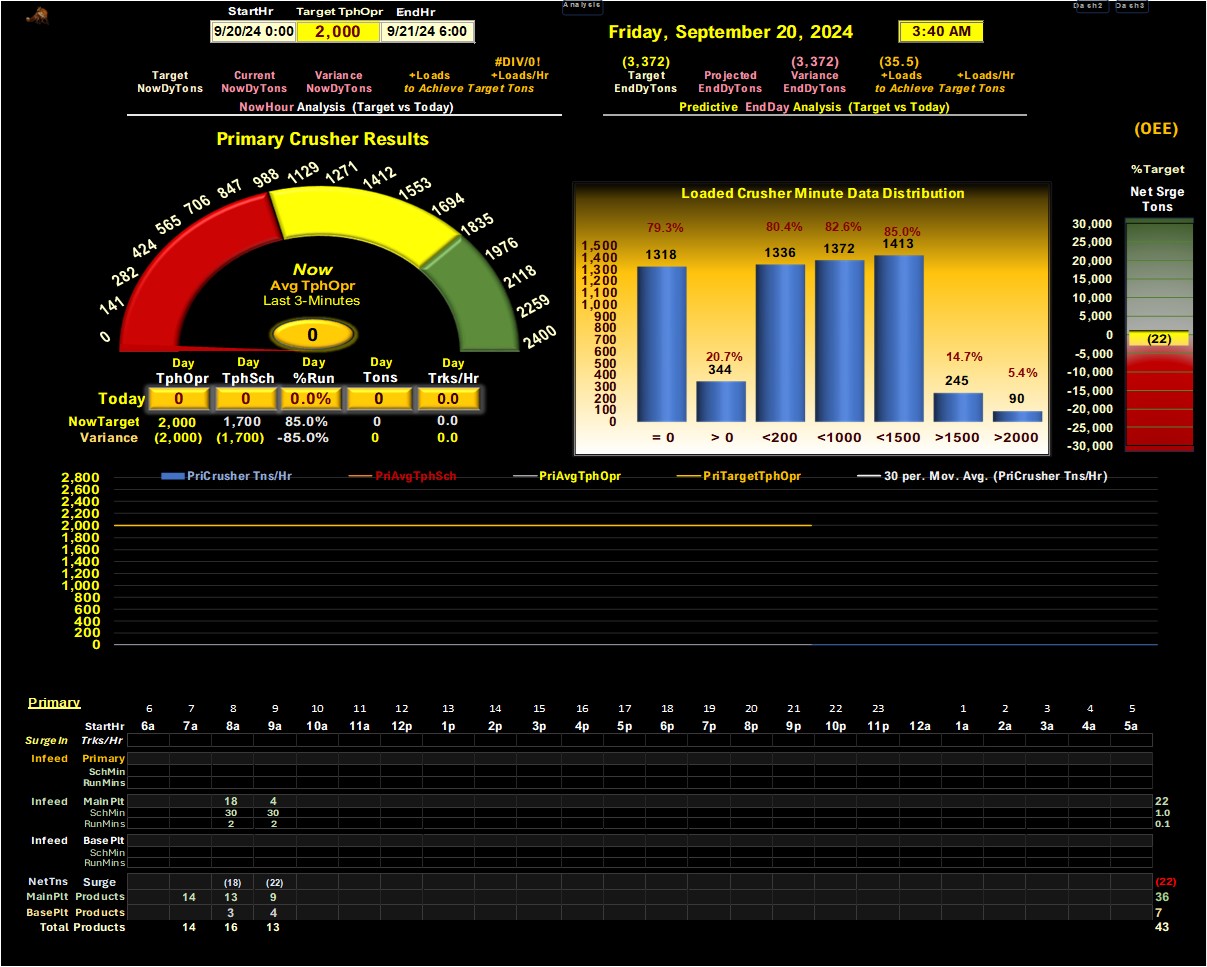 Analysis Dash2 Dash3
StartHr Target TphOpr EndHr
9/20/24 0:00 2,000 9/21/24 6:00
Friday, September 20, 2024 3:40 AM
#DIV/0! (3,372) (3,372) (35.5)
Target Current Variance +Loads +Loads/Hr Target Projected Variance +Loads +Loads/Hr
NowDyTons NowDyTons NowDyTons to Achieve Target Tons EndDyTons EndDyTons EndDyTons to Achieve Target Tons
NowHour Analysis (Target vs Today) Predictive EndDay Analysis (Target vs Today)
Primary Crusher Results
0 141 282 424 565 706 847 988 1129 1271 1412 1553 1694 1835 1976 2118 2259 2400
Now
Avg TphOpr
Last 3-Minutes
0
Day Day Day Day Day
TphOpr TphSch %Run Tons Trks/Hr
Today 0 0 0.0% 0 0.0
NowTarget 2,000 1,700 85.0% 0 0.0
Variance (2,000) (1,700) -85.0% 0 0.0
Loaded Crusher Minute Data Distribution
79.3% 20.7% 80.4% 82.6% 85.0% 14.7% 5.4%
1318 344 1336 1372 1413 245 90
1,500
1,400
1,300
1,200
1,100
1,000
900
800
700
600
500
400
300
200
100
0
= 0 > 0 <200 <1000 <1500 >1500 >2000
(OEE)
%Target
Net Srge
Tons
30,000
25,000
20,000
15,000
10,000
5,000
0
(22)
-5,000
-10,000
-15,000
-20,000
-25,000
-30,000
PriCrusher Tns/Hr PriAvgTphSch PriAvgTphOpr PriTargetTphOpr 30 per. Mov. Avg. (PriCrusher Tns/Hr)
2,800
2,600
2,400
2,200
2,000
1,800
1,600
1,400
1,200
1,000
800
600
400
200
0
Primary 6 7 8 9 10 11 12 13 14 15 16 17 18 19 20 21 22 23 1 2 3 4 5
StartHr 6a 7a 8a 9a 10a 11a 12p 1p 2p 3p 4p 5p 6p 7p 8p 9p 10p 11p 12a 1a 2a 3a 4a 5a
SurgeIn Trks/Hr
Infeed Primary
SchMin
RunMins
Infeed MainPlt 18 4 22
SchMin 30 30 1.0
RunMins 2 2 0.1
Infeed BasePlt
SchMin
RunMins
NetTns Surge (18) (22) (22)
MainPlt Products 14 13 9 36
BasePlt Products 3 4 7
Total Products 14 16 13 43